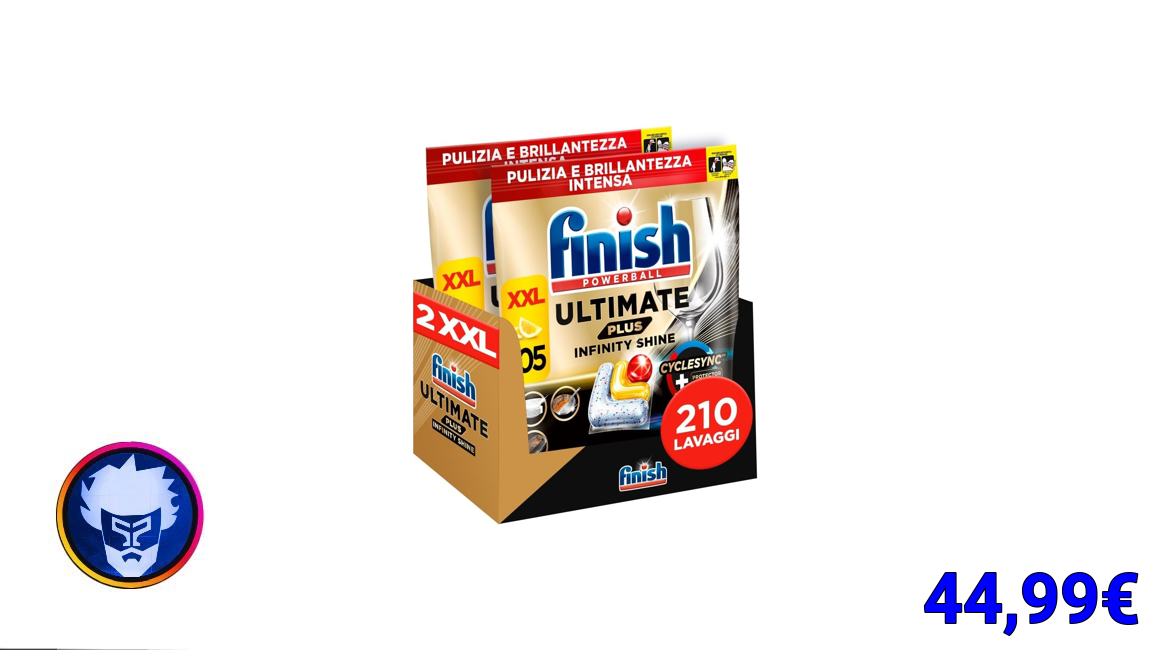 PULIZIA E BRILLANTEZZA
INTENSA
PULIZIA E BRILLANTEZZA
INTENSA
finish
POWERBALL
XXL
XXL
ULTIMATE
PLUS
INFINITY SHINE
05
CYCLESYNC
+ PROTECTOR
2 XXL
finish
ULTIMATE
PLUS
INFINITY SHINE
210
LAVAGGI
finish
44,99€